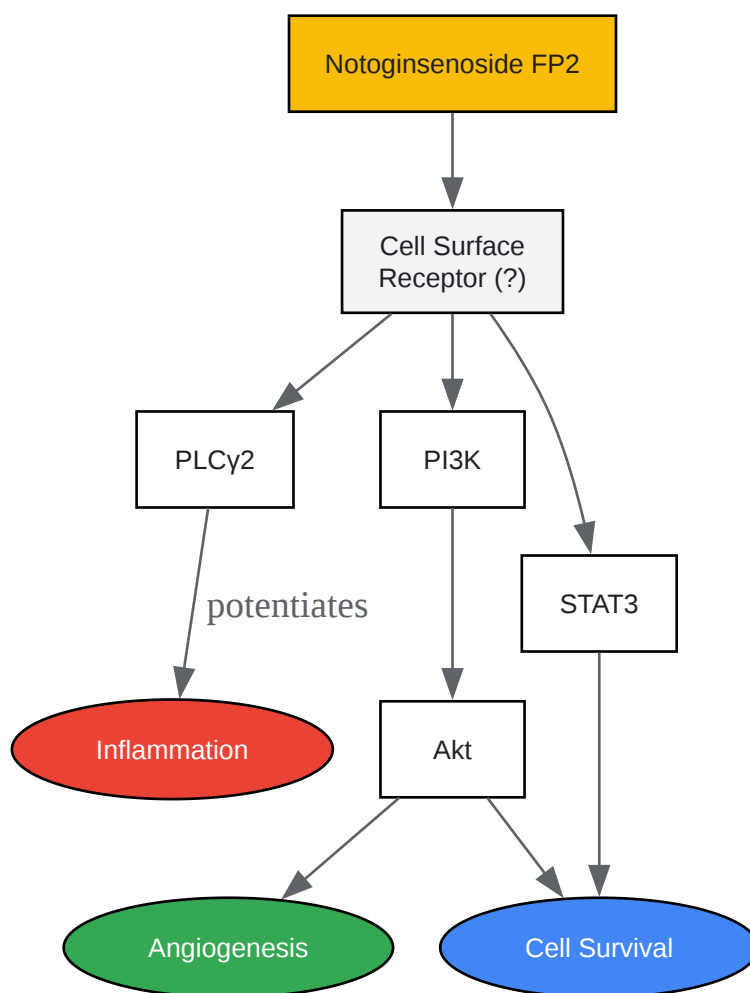 Notoginsenoside FP2
Cell Surface
Receptor (?)
PLCγ2
PI3K
STAT3
potentiates
Inflammation
Akt
Angiogenesis
Cell Survival